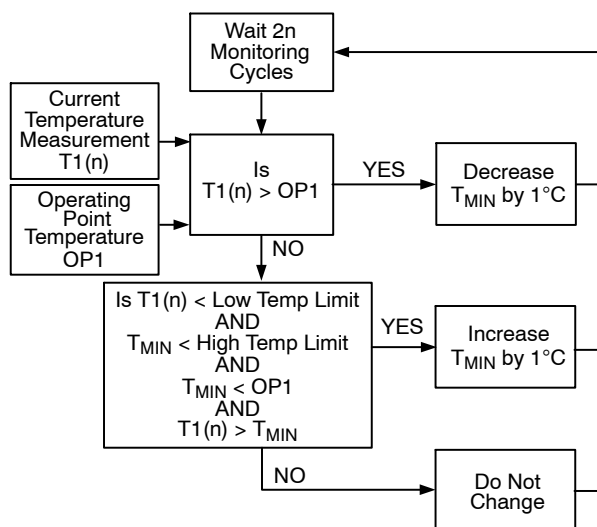 Wait 2n
Monitoring
Cycles
Current
Temperature
Measurement
T1(n)
Is
T1(n) > OP1
YES
Decrease
TMIN by 1°C
Operating
Point
Temperature
OP1
NO
Is T1(n) < Low Temp Limit
AND
TMIN < High Temp Limit
AND
TMIN < OP1
AND
T1(n) > TMIN
YES
Increase
TMIN by 1°C
NO
Do Not
Change